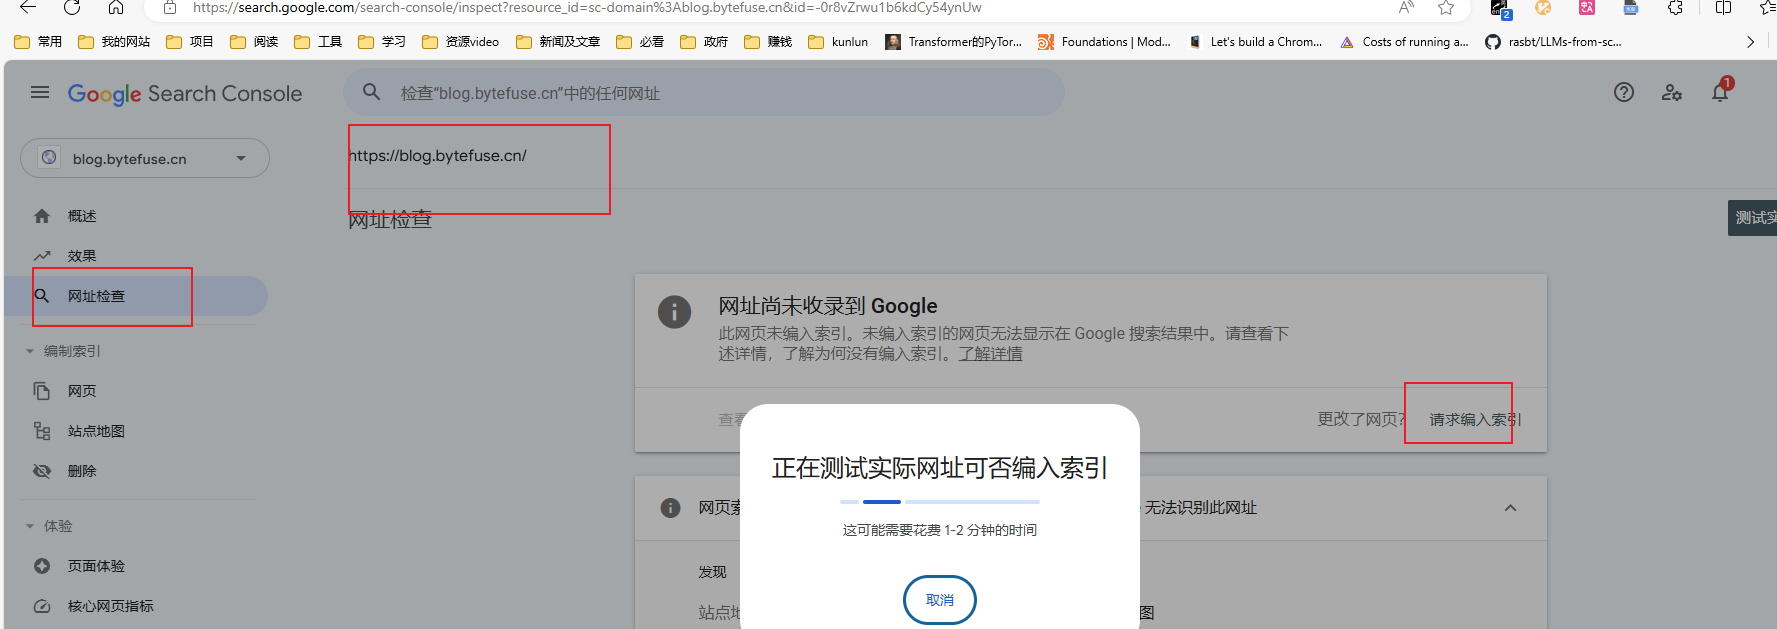 https://search.google.com/search-console/inspect?resource_id=sc-domain%3Ablog.bytefuse.cn&id=-0r8vZrwu1b6kdCy54ynUw
常用 我的网站 项目 阅读 工具 学习 资源video 新闻及文章 必看 政府 赚钱 kunlun Transformer的PyTor... Foundations | Mod... Let's build a Chrom... Costs of running a... rasbt/LLMs-from-sc...
Google Search Console
检查“blog.bytefuse.cn”中的任何网址
1
2
blog.bytefuse.cn
https://blog.bytefuse.cn/
概述
网址检查
测试实
效果
网址检查
网址尚未收录到 Google
此网页未编入索引。未编入索引的网页无法显示在 Google 搜索结果中。请查看下
述详情，了解为何没有编入索引。了解详情
编制索引
网页
查看
更改了网页?
请求编入索引
站点地图
正在测试实际网址可否编入索引
删除
网页索
无法识别此网址
体验
这可能需要花费 1-2 分钟的时间
页面体验
发现
取消
核心网页指标
站点地
图